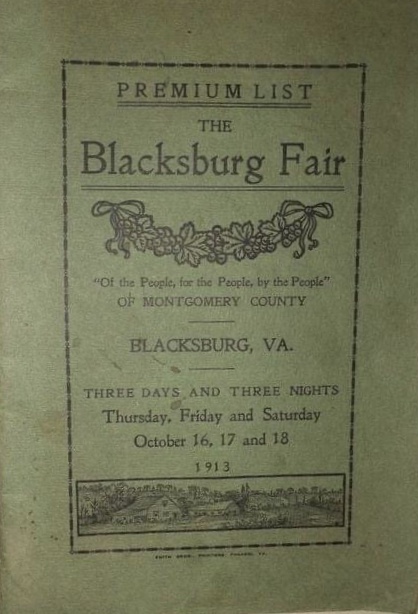 PREMIUM LIST
THE
Blacksburg Fair
"Of the People, for the People, by the People"
OF MONTGOMERY COUNTY
BLACKSBURG, VA.
THREE DAYS AND THREE NIGHTS
Thursday, Friday and Saturday
October 16, 17 and 18
1913